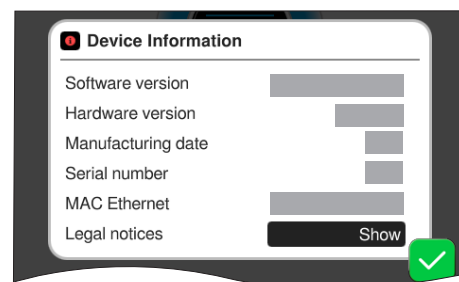 Device Information
Software version
Hardware version
Manufacturing date
Serial number
MAC Ethernet
Legal notices Show